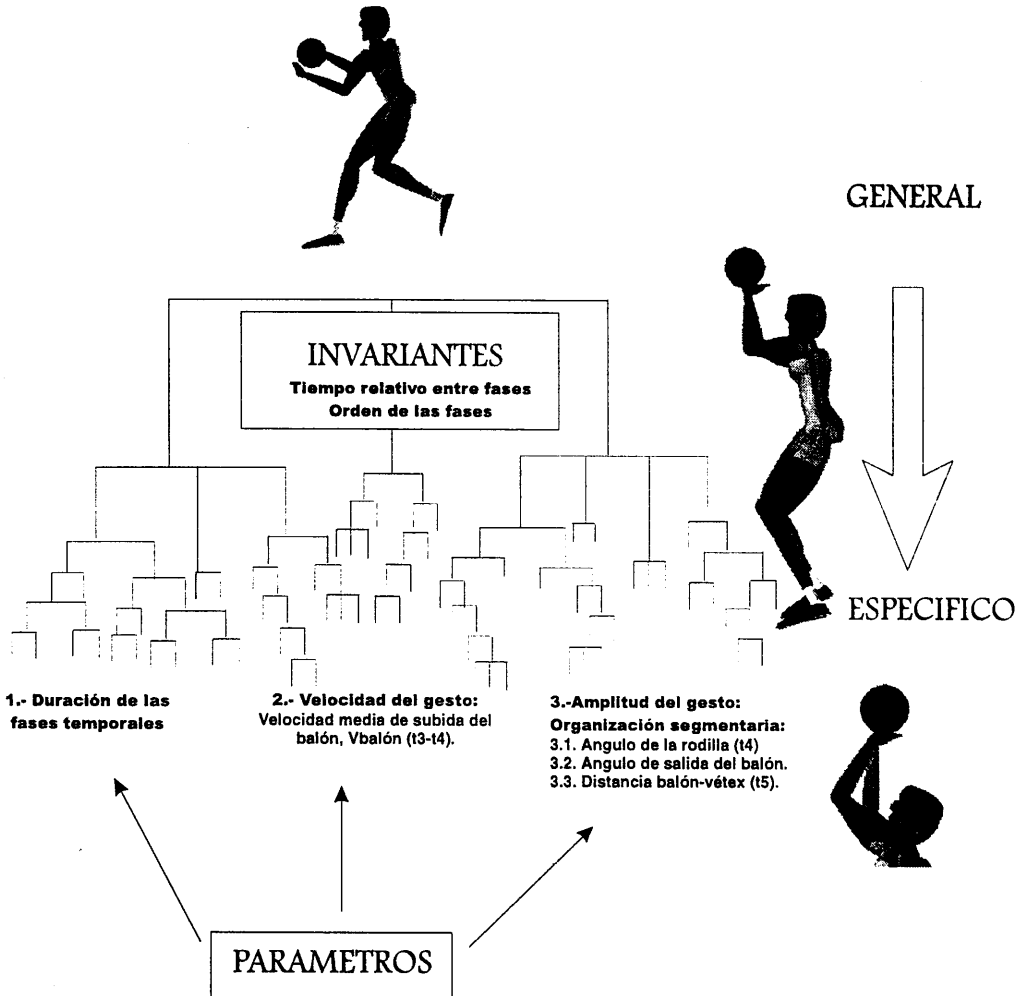 GENERAL
INVARIANTES
Tiempo relativo entre fases
Orden de las fases
ESPECIFICO
1.- Duración de las
fases temporales
2.- Velocidad del gesto:
Velocidad media de subida del
balón, Vbalón (t3-t4).
3.-Amplitud del gesto:
Organización segmentaria:
3.1. Angulo de la rodilla (t4)
3.2. Angulo de salida del balón.
3.3. Distancia balón-vétex (t5).
PARAMETROS